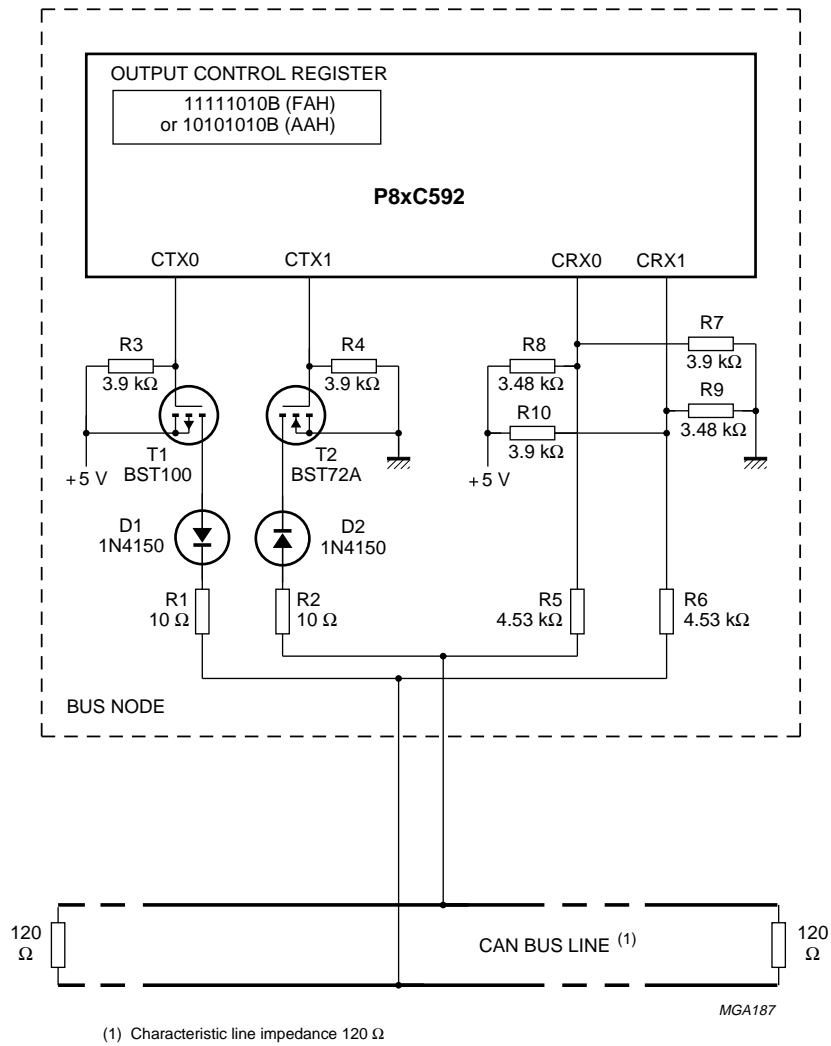 OUTPUT CONTROL REGISTER
11111010B (FAH)
or 10101010B (AAH)
P8xC592
CTX0
CTX1
CRX0
CRX1
R3
3.9 kΩ
R4
3.9 kΩ
R8
3.48 kΩ
R7
3.9 kΩ
R10
3.9 kΩ
R9
3.48 kΩ
+5 V
T1
BST100
T2
BST72A
+5 V
D1
1N4150
D2
1N4150
R1
10 Ω
R2
10 Ω
R5
4.53 kΩ
R6
4.53 kΩ
BUS NODE
120
Ω
CAN BUS LINE (1)
120
Ω
MGA187
(1) Characteristic line impedance 120 Ω